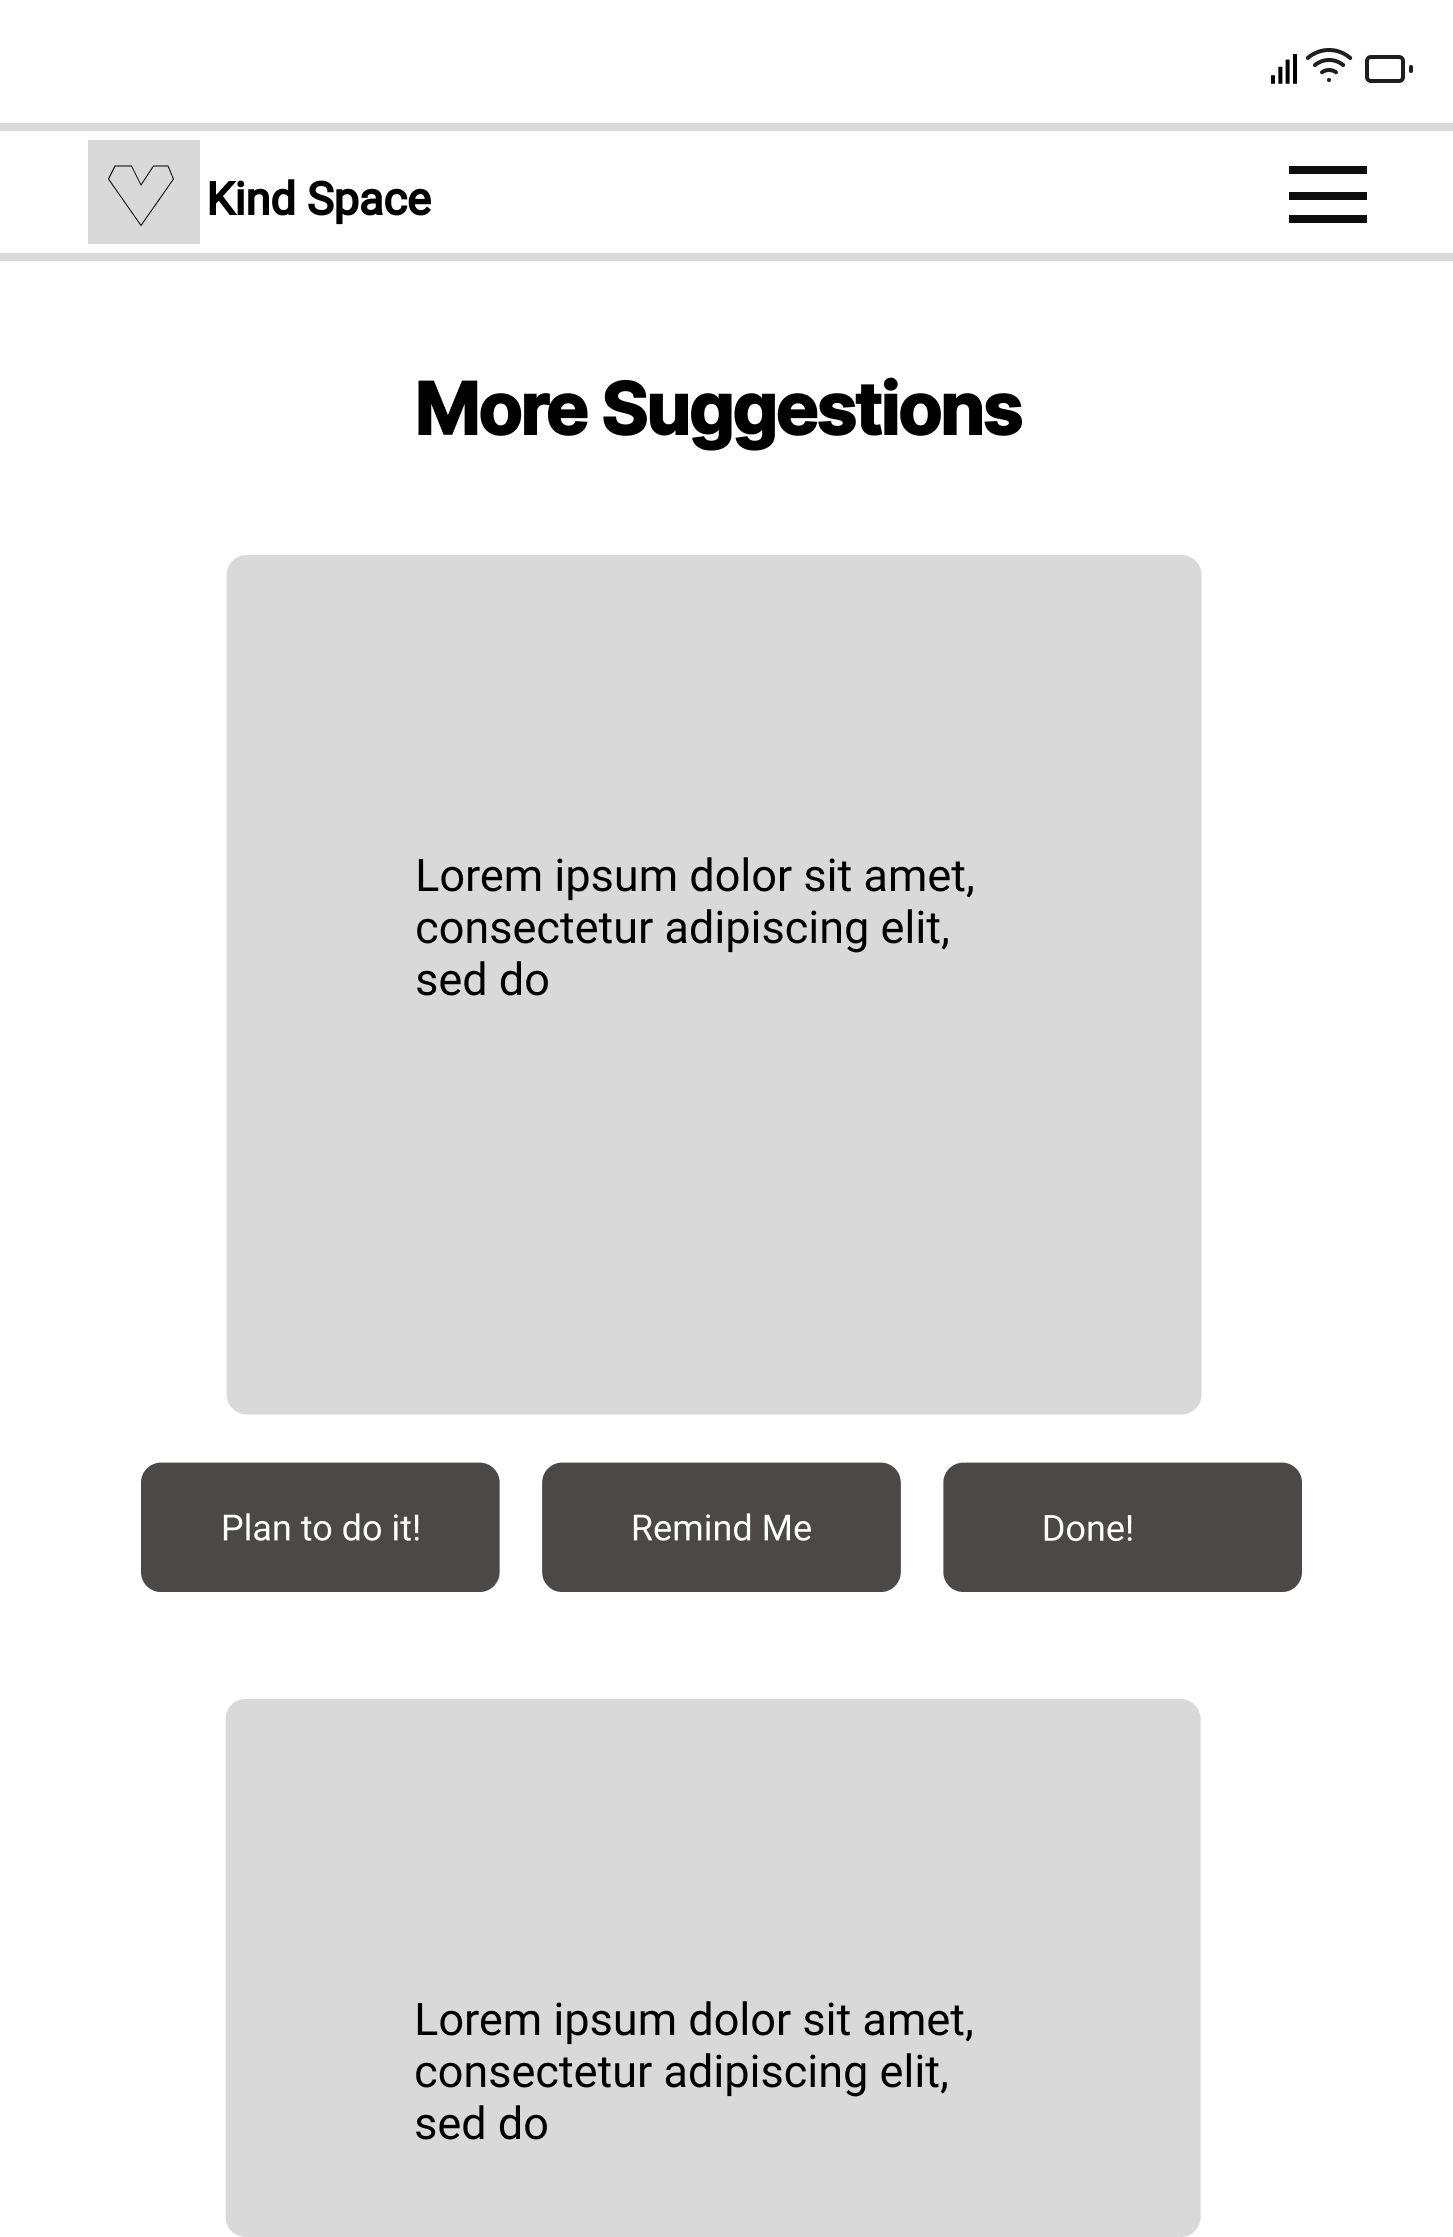 Kind Space
More Suggestions
Lorem ipsum dolor sit amet,
consectetur adipiscing elit,
sed do
Plan to do it! Remind Me Done!
Lorem ipsum dolor sit amet,
consectetur adipiscing elit,
sed do